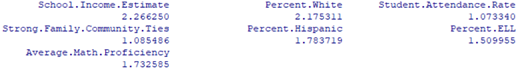 School.Income.Estimate Percent.White Student.Attendance.Rate
2.266250 2.175311 1.073340
Strong.Family.Community.Ties Percent.Hispanic Percent.ELL
1.085486 1.783719 1.509955
Average.Math.Proficiency
1.732585